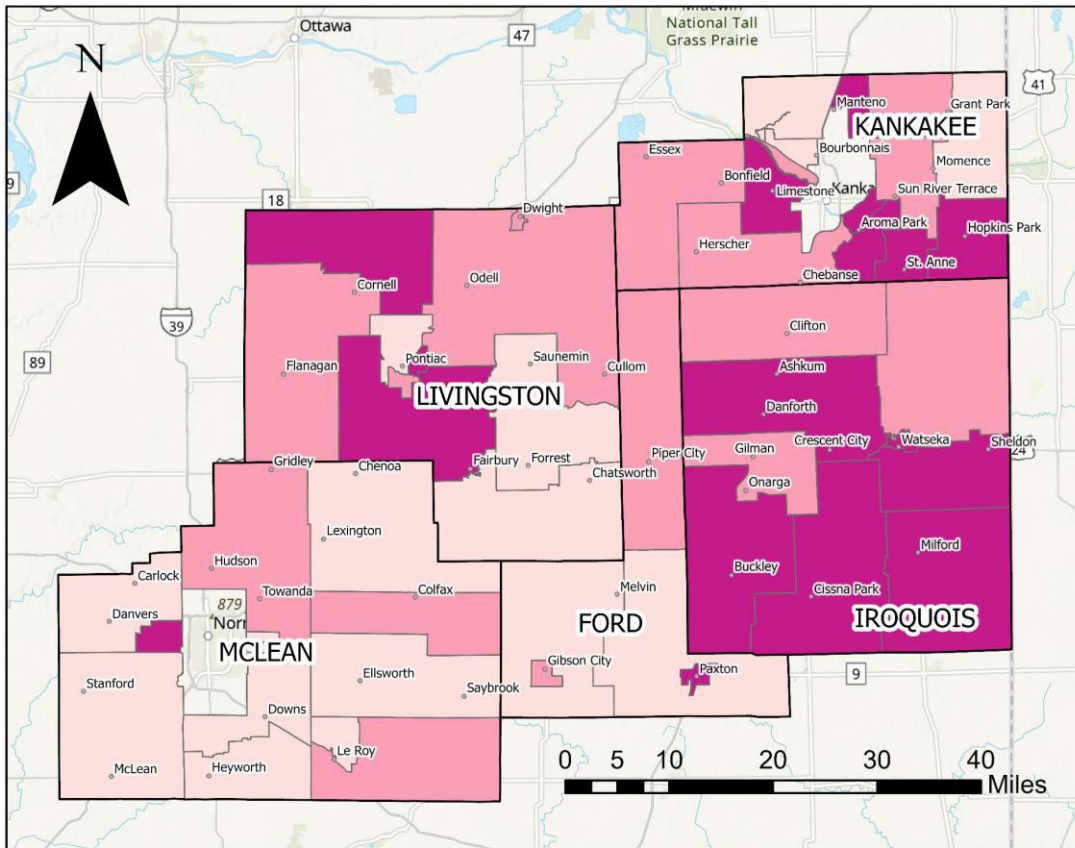 Midewin
National Tall
Grass Prairie
Ottawa
47
N
41
Manteno
Grant Park
KANKAKEE
Essex
Bourbonnais
Momence
Bonfield
Limestone
Kanka
Sun River Terrace
9
18
Dwight
Aroma Park
Hopkins Park
Herscher
St. Anne
Chebanse
Cornell
Odell
39
Clifton
89
Flanagan
Pontiac
Saunemin
Cullom
Ashkum
LIVINGSTON
Danforth
Crescent City
Watseka
Sheldon
24
Gridley
Chenoa
Fairbury
Forrest
Chatsworth
Piper City
Gilman
Onarga
Lexington
Hudson
Milford
Carlock
Towanda
Colfax
Melvin
Buckley
Cissna Park
Danvers
879
Norr
MCLEAN
FORD
IROQUOIS
Stanford
Ellsworth
Saybrook
Gibson City
Paxton
9
Downs
Le Roy
McLean
Heyworth
0 5 10 20 30 40
Miles